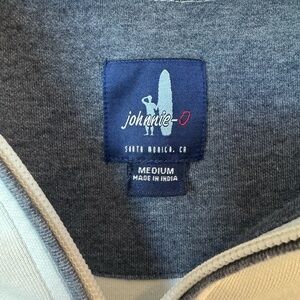 johnnie-O
SANTA MONICA, CA
MEDIUM
MADE IN INDIA